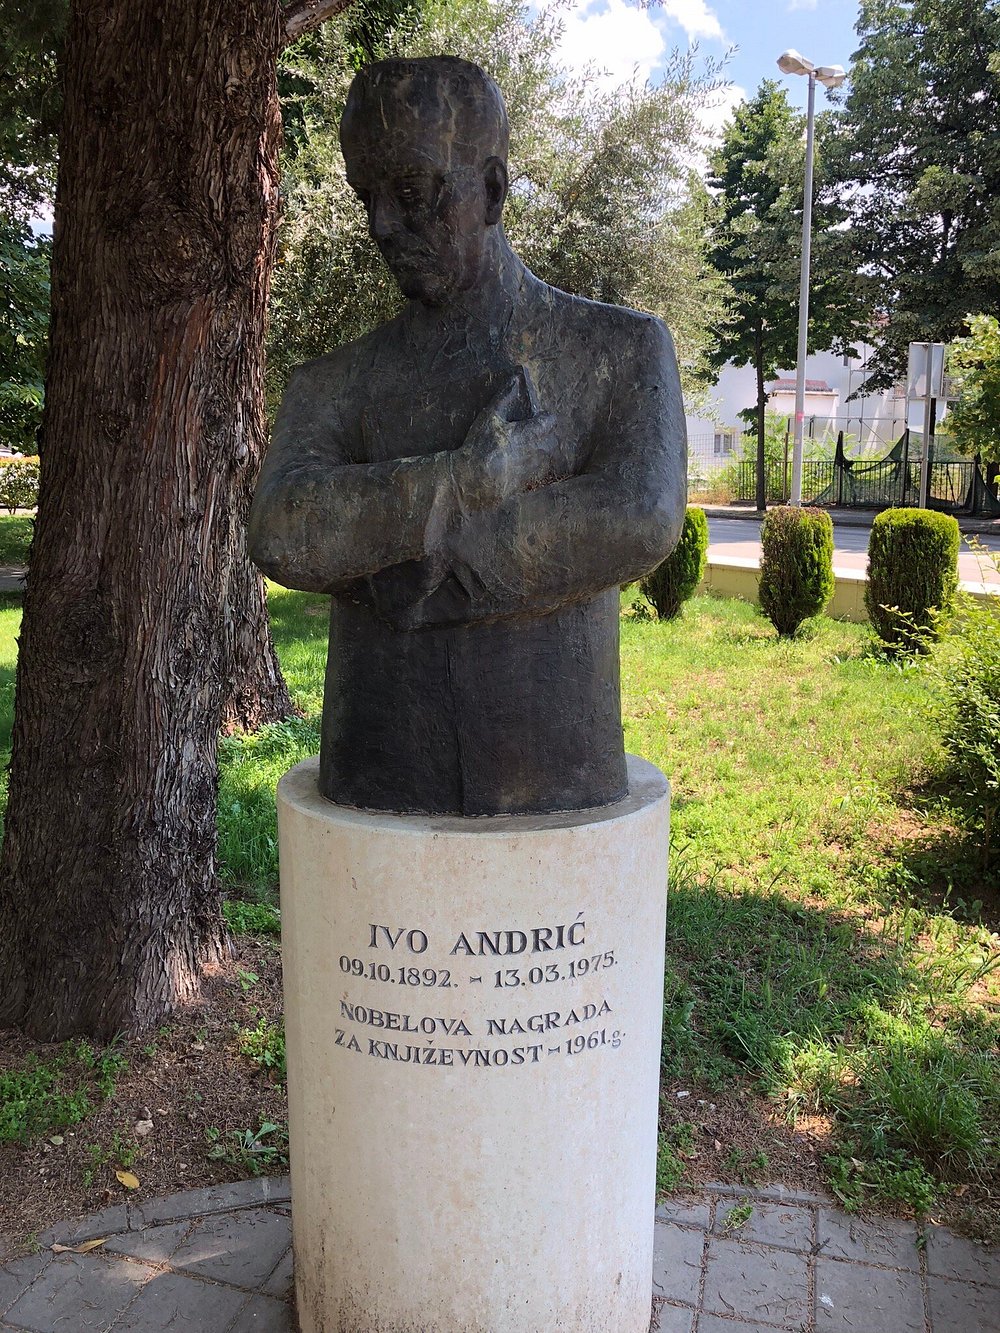 IVO ANDRIĆ
09.10.1892. - 13.03.1975.
NOBELOVA NAGRADA
ZA KNJIŽEVNOST - 1961.g.